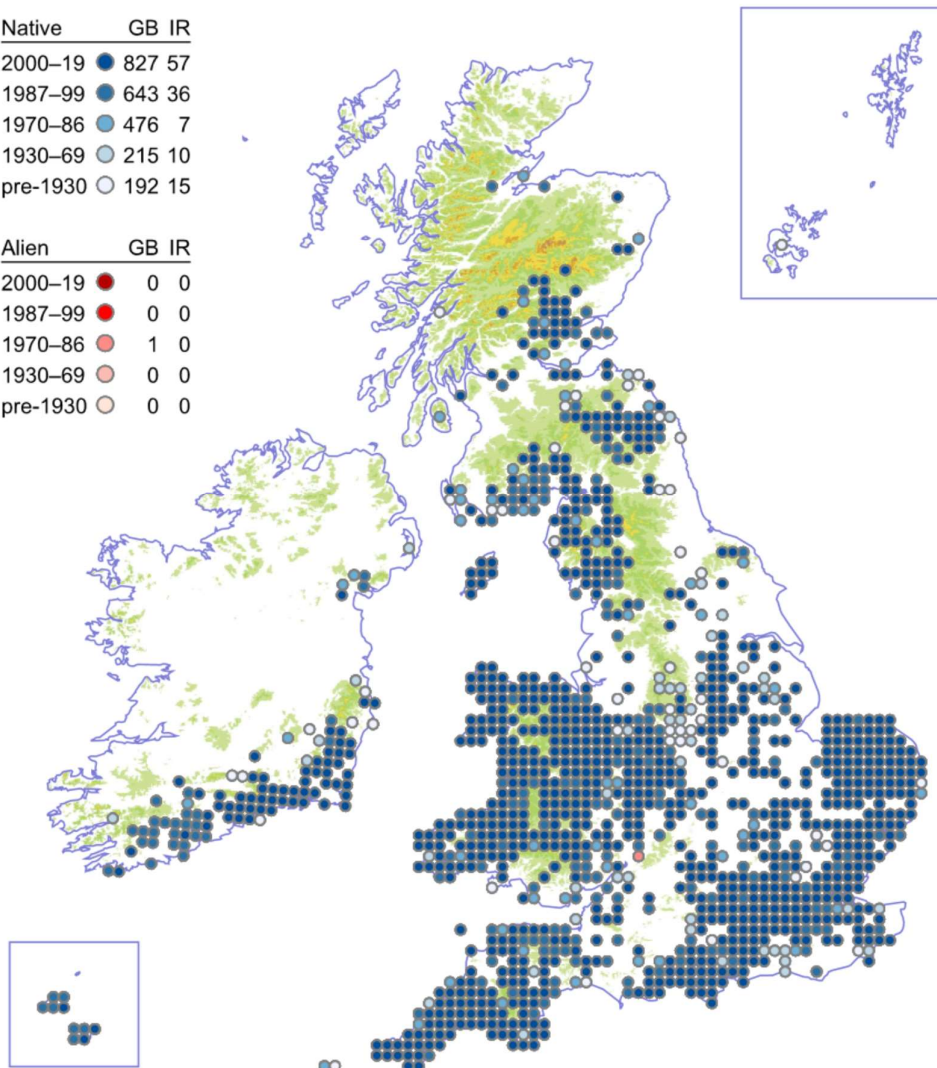 Native GB IR
2000–19 827 57
1987–99 643 36
1970–86 476 7
1930–69 215 10
pre-1930 192 15
Alien GB IR
2000–19 0 0
1987–99 0 0
1970–86 1 0
1930–69 0 0
pre-1930 0 0